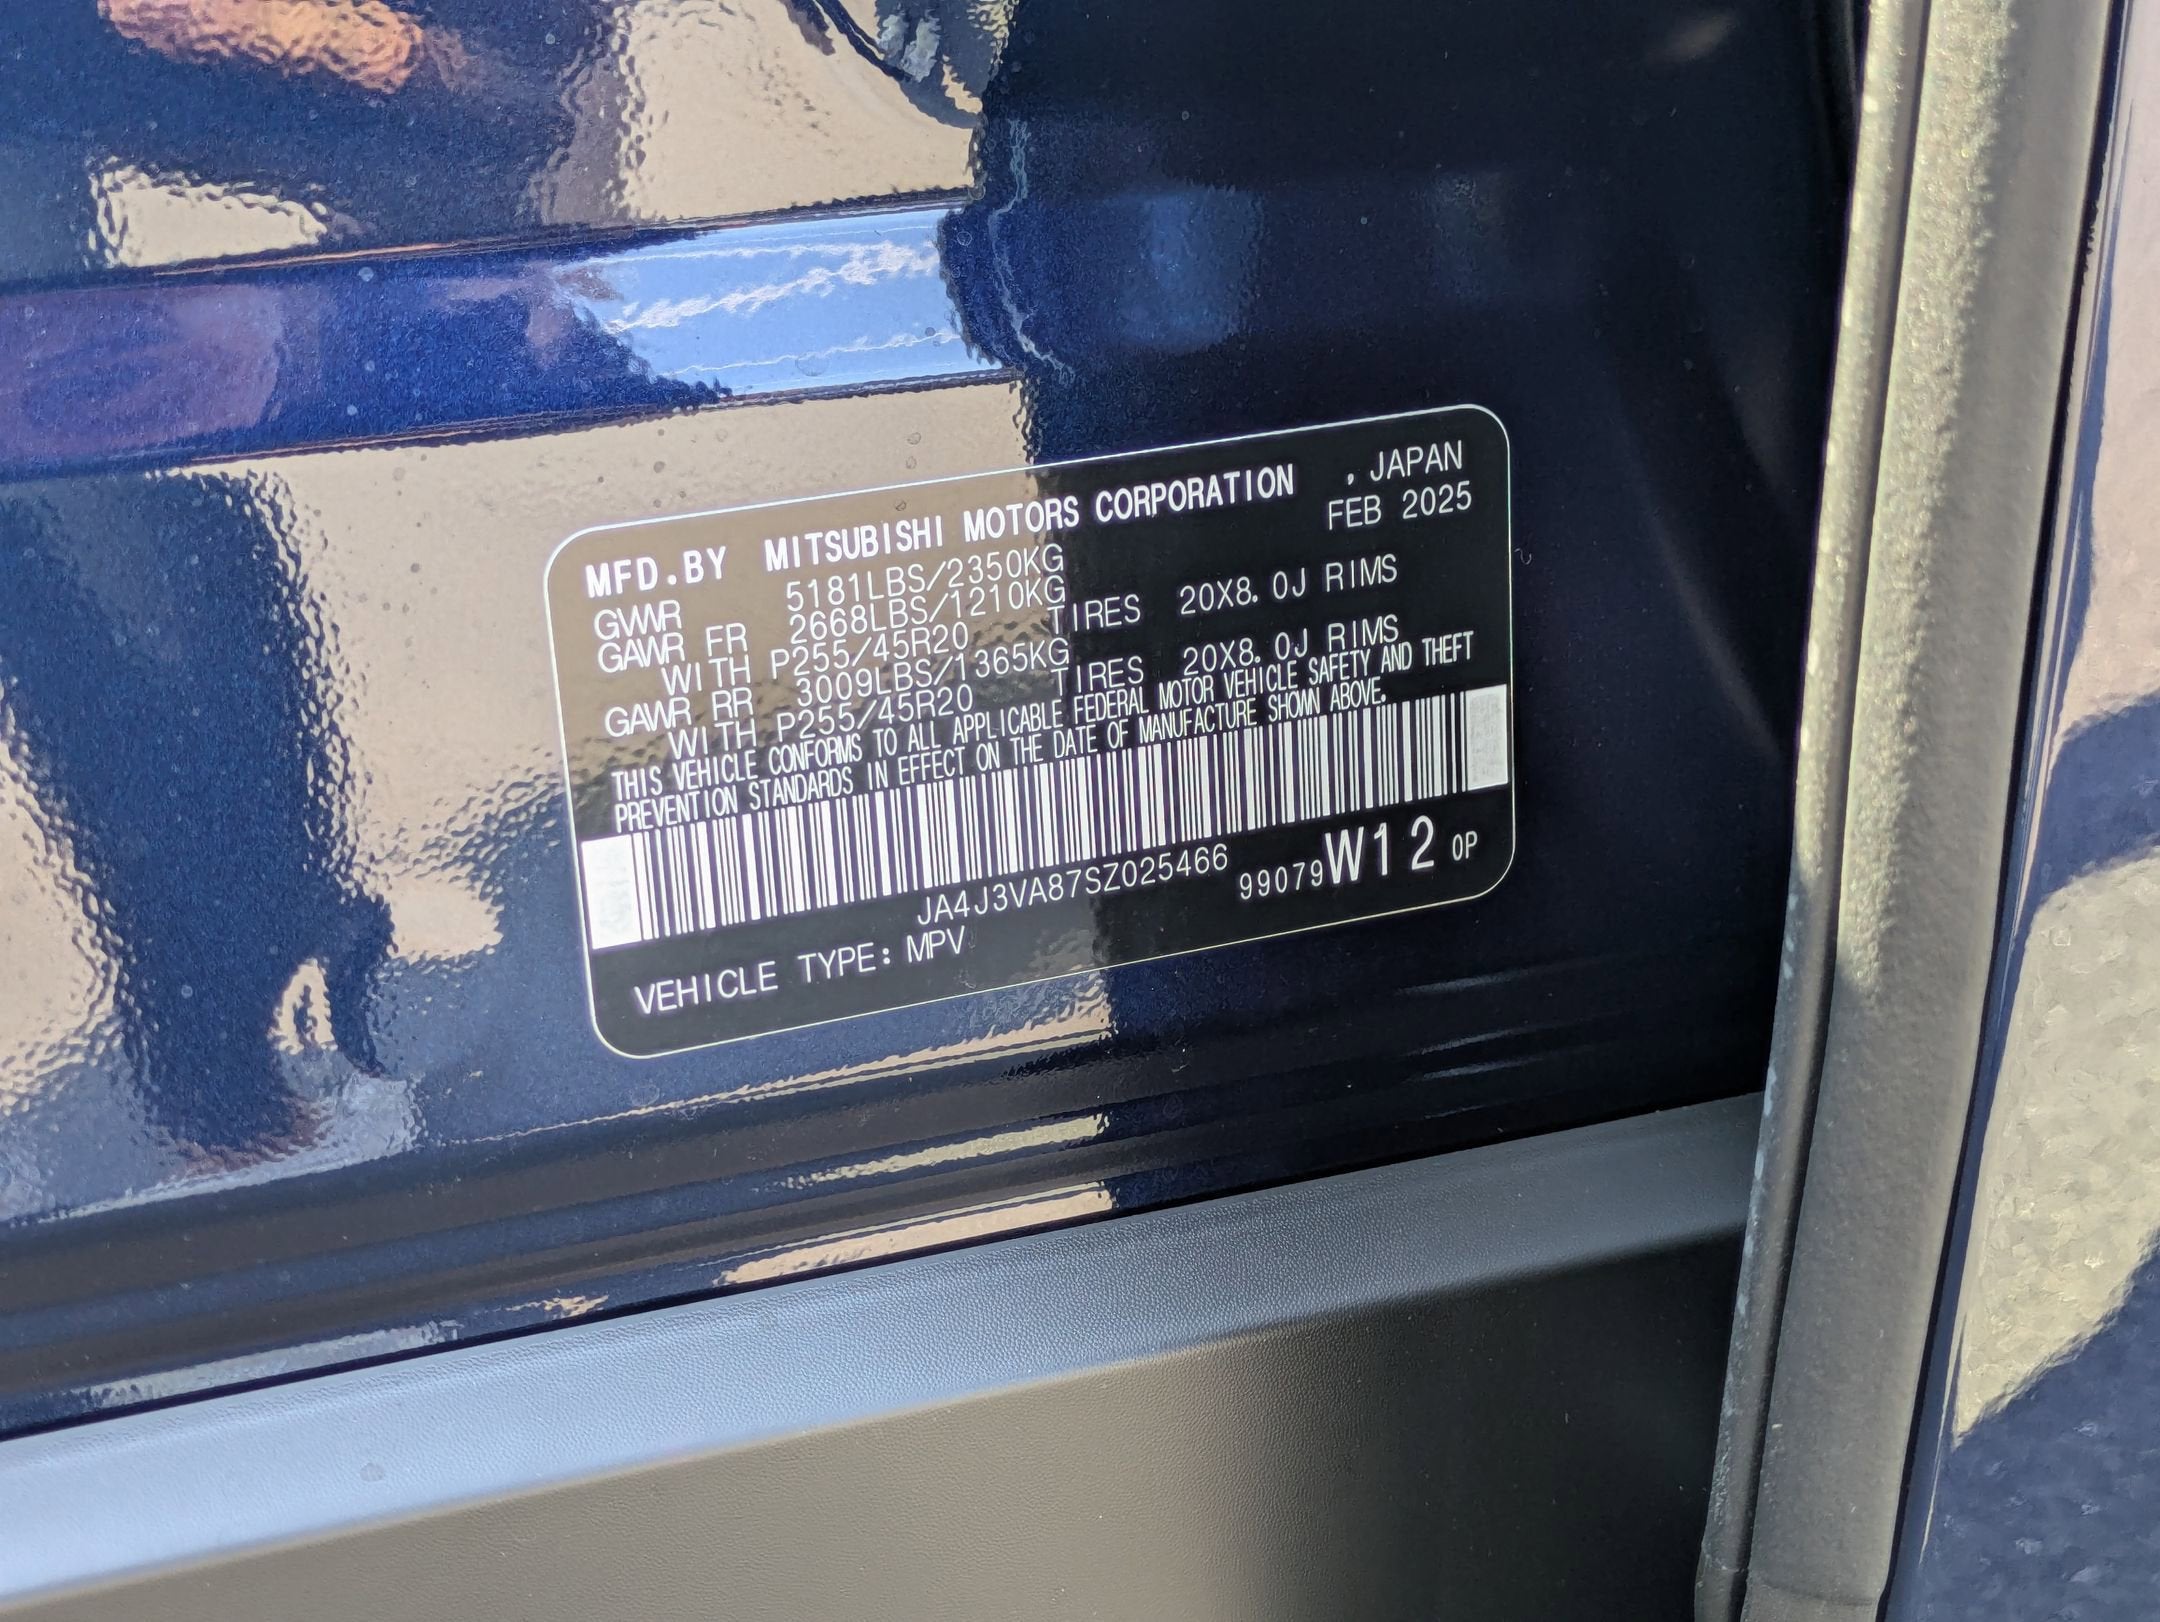 MFD.BY MITSUBISHI MOTORS CORPORATION , JAPAN
FEB 2025
GVWR 5181LBS/2350KG
GAWR FR 2668LBS/1210KG
WITH P255/45R20 TIRES 20X8.0J RIMS
GAWR RR 3009LBS/1365KG
WITH P255/45R20 TIRES 20X8.0J RIMS
THIS VEHICLE CONFORMS TO ALL APPLICABLE FEDERAL MOTOR VEHICLE SAFETY AND THEFT
PREVENTION STANDARDS IN EFFECT ON THE DATE OF MANUFACTURE SHOWN ABOVE.
JA4J3VA87SZ025466
99079W12 0P
VEHICLE TYPE: MPV